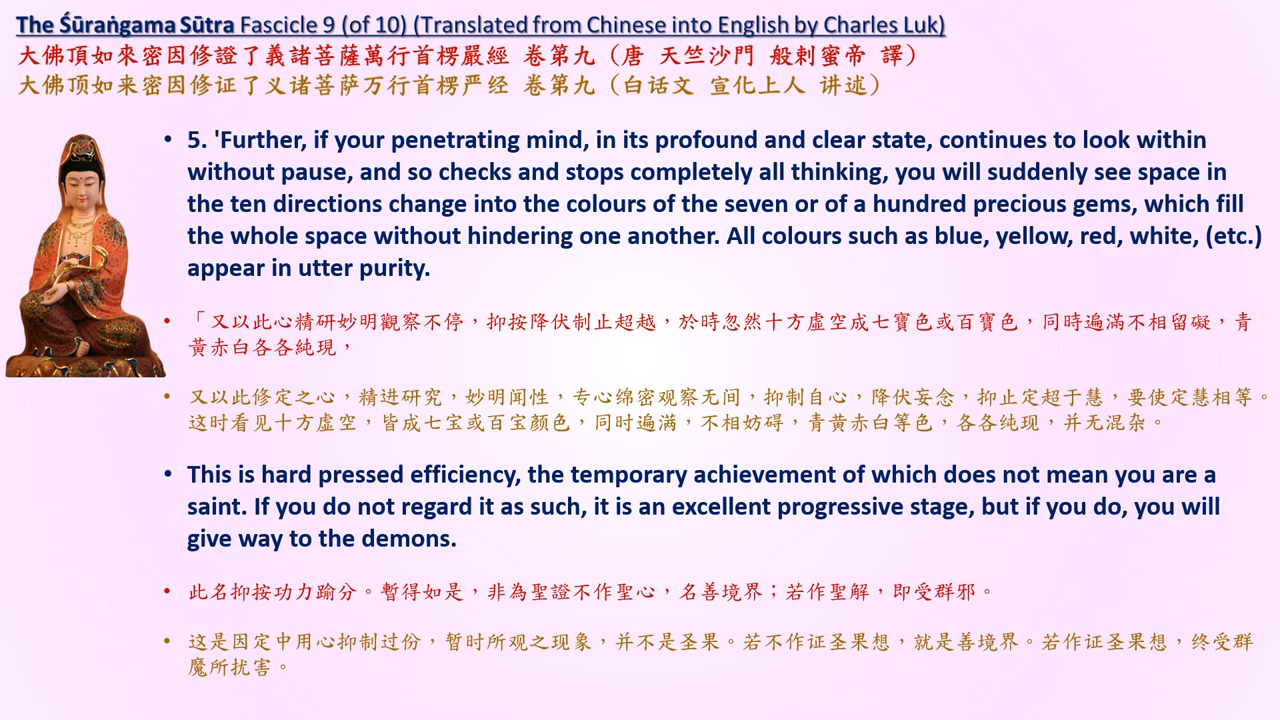 The Śūraṅgama Sūtra Fascicle 9 (of 10) (Translated from Chinese into English by Charles Luk)
大佛頂如來密因修證了義諸菩薩萬行首楞嚴經 卷第九（唐 天竺沙門 般剌蜜帝 譯）
大佛顶如来密因修证了义诸菩萨万行首楞严经 卷第九（白话文 宣化上人 讲述）
• 5. 'Further, if your penetrating mind, in its profound and clear state, continues to look within
without pause, and so checks and stops completely all thinking, you will suddenly see space in
the ten directions change into the colours of the seven or of a hundred precious gems, which fill
the whole space without hindering one another. All colours such as blue, yellow, red, white, (etc.)
appear in utter purity.
• 「又以此心精研妙明觀察不停，抑按降伏制止超越，於時忽然十方虛空成七寶色或百寶色，同時遍滿不相留礙，青
黃赤白各各純現，
• 又以此修定之心，精进研究，妙明闻性，专心绵密观察无间，抑制自心，降伏妄念，抑止定超于慧，要使定慧相等。
这时看见十方虚空，皆成七宝或百宝颜色，同时遍满，不相妨碍，青黄赤白等色，各各纯现，并无混杂。
• This is hard pressed efficiency, the temporary achievement of which does not mean you are a
saint. If you do not regard it as such, it is an excellent progressive stage, but if you do, you will
give way to the demons.
• 此名抑按功力踰分。暫得如是，非為聖證不作聖心，名善境界；若作聖解，即受群邪。
• 这是因定中用心抑制过份，暂时所观之现象，并不是圣果。若不作证圣果想，就是善境界。若作证圣果想，终受群
魔所扰害。